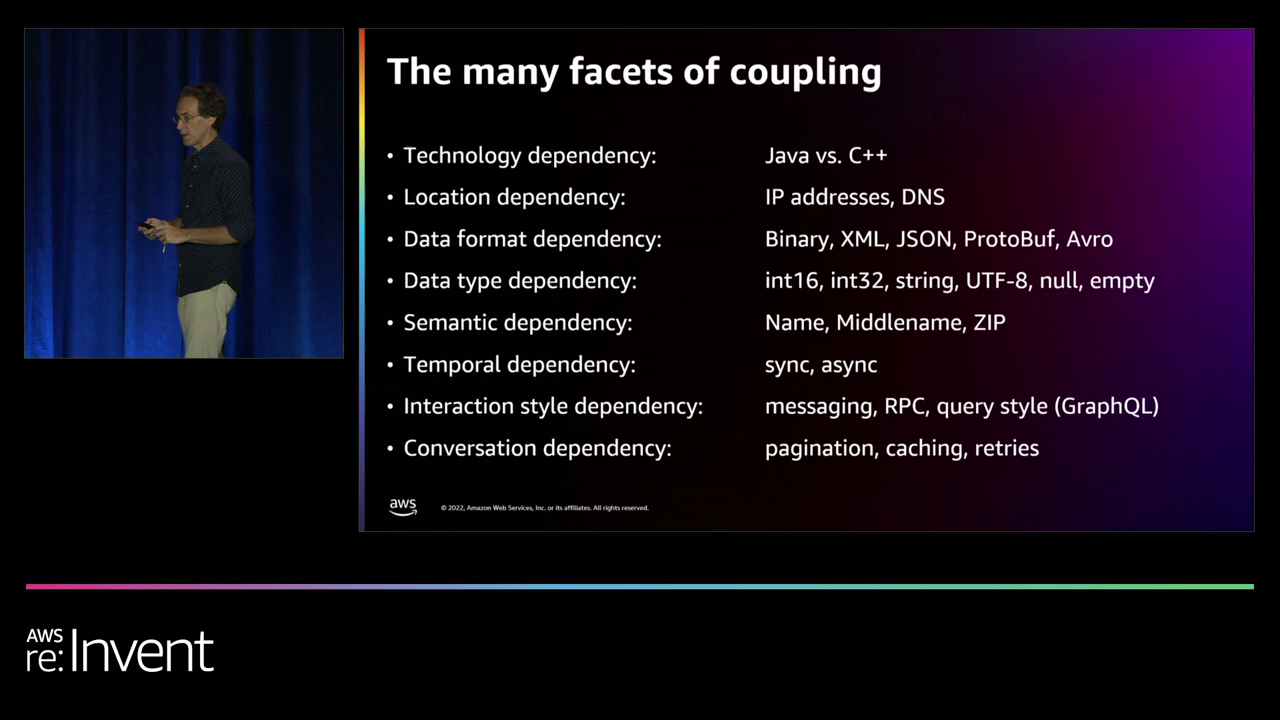 The many facets of coupling
• Technology dependency: Java vs. C++
• Location dependency: IP addresses, DNS
• Data format dependency: Binary, XML, JSON, ProtoBuf, Avro
• Data type dependency: int16, int32, string, UTF-8, null, empty
• Semantic dependency: Name, Middlename, ZIP
• Temporal dependency: sync, async
• Interaction style dependency: messaging, RPC, query style (GraphQL)
• Conversation dependency: pagination, caching, retries
aws
© 2022, Amazon Web Services, Inc. or its affiliates. All rights reserved.
AWS
re:Invent